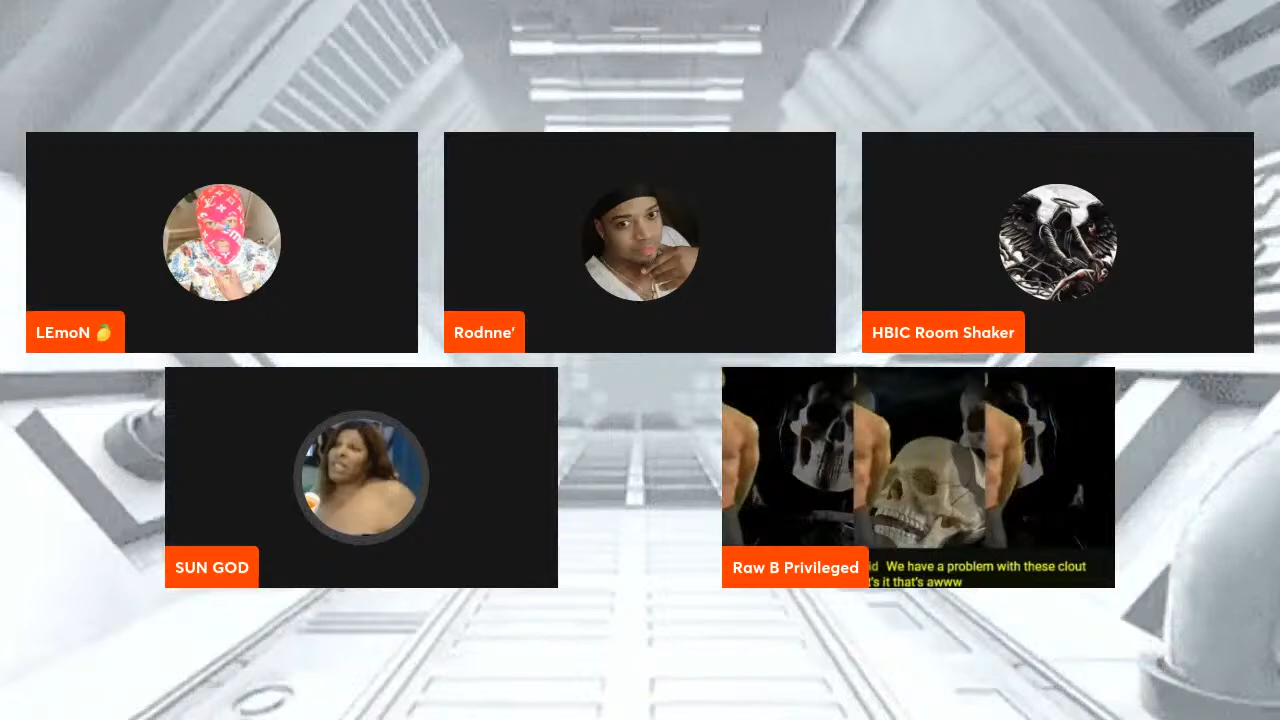 LEmoN 🍋
Rodnne'
HBIC Room Shaker
SUN GOD
Raw B Privileged
We have a problem with these clout
it that's awww